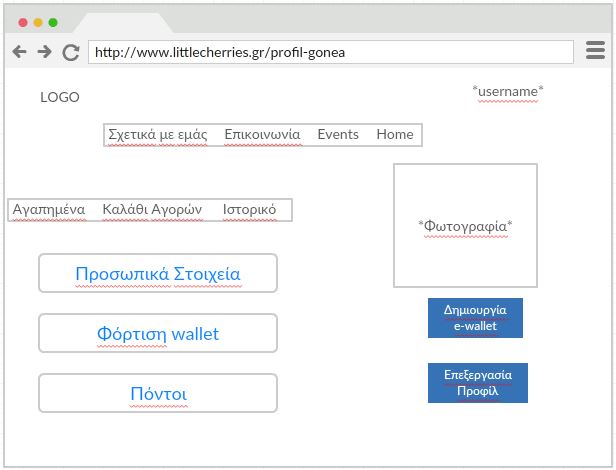 http://www.littlecherries.gr/profil-gonea
LOGO
*username*
Σχετικά με εμάς Επικοινωνία Events Home
Αγαπημένα Καλάθι Αγορών Ιστορικό
*Φωτογραφία*
Προσωπικά Στοιχεία
Φόρτιση wallet
Πόντοι
Δημιουργία
e-wallet
Επεξεργασία
Προφίλ